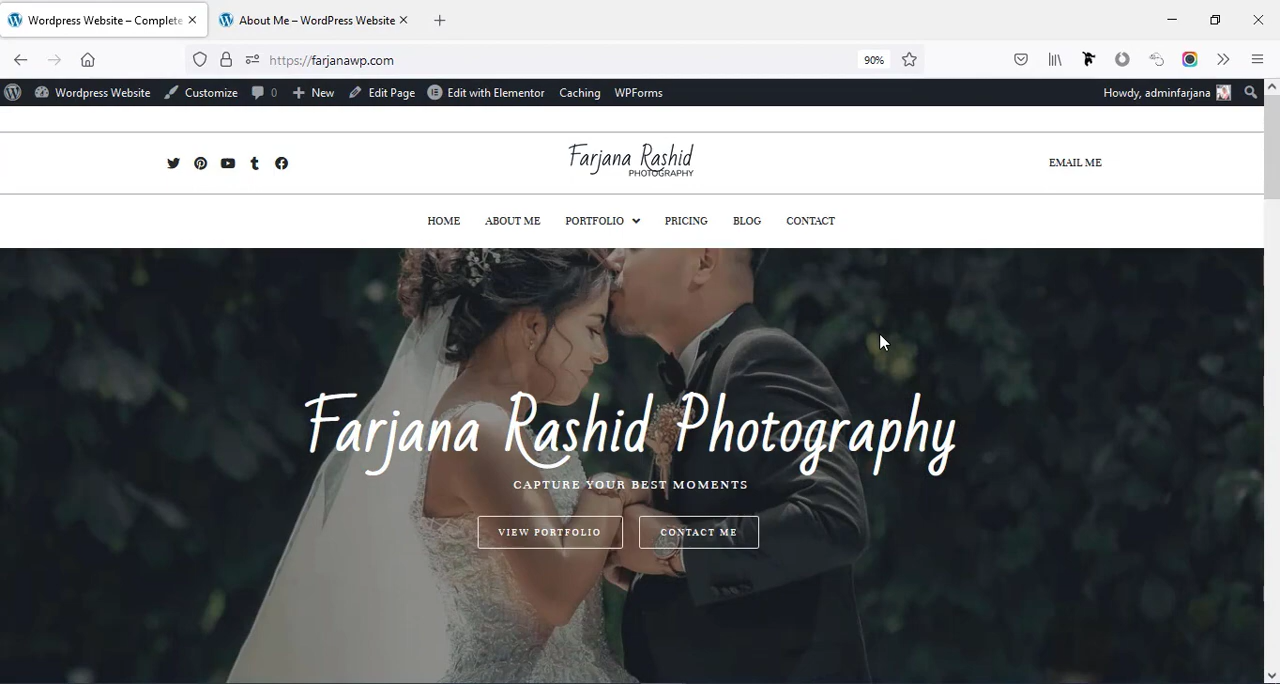 Wordpress Website – Complete
About Me – WordPress Website
https://farjanawp.com
90%
Wordpress Website
Customize
0
New
Edit Page
Edit with Elementor
Caching
WPForms
Howdy, adminfarjana
Farjana Rashid
PHOTOGRAPHY
EMAIL ME
HOME
ABOUT ME
PORTFOLIO
PRICING
BLOG
CONTACT
Farjana Rashid Photography
CAPTURE YOUR BEST MOMENTS
VIEW PORTFOLIO
CONTACT ME